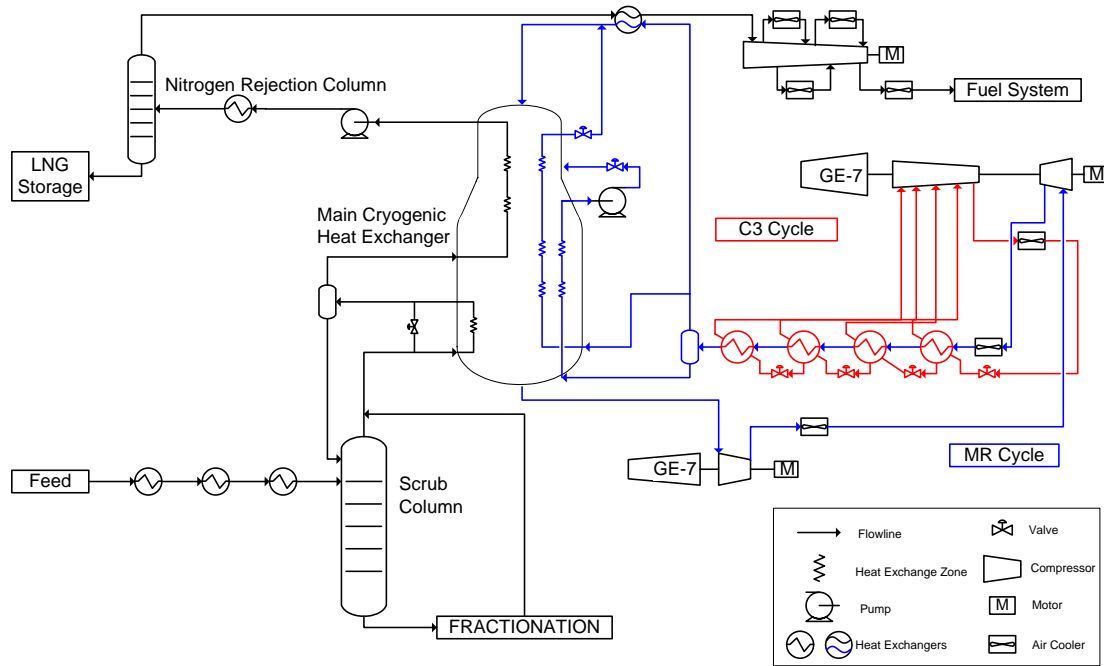 M
Nitrogen Rejection Column
Fuel System
LNG
Storage
GE-7
M
Main Cryogenic
Heat Exchanger
C3 Cycle
MR Cycle
GE-7
M
Feed
Scrub
Column
FRACTIONATION
Flowline
Valve
Heat Exchange Zone
Compressor
Pump
M
Motor
Heat Exchangers
Air Cooler